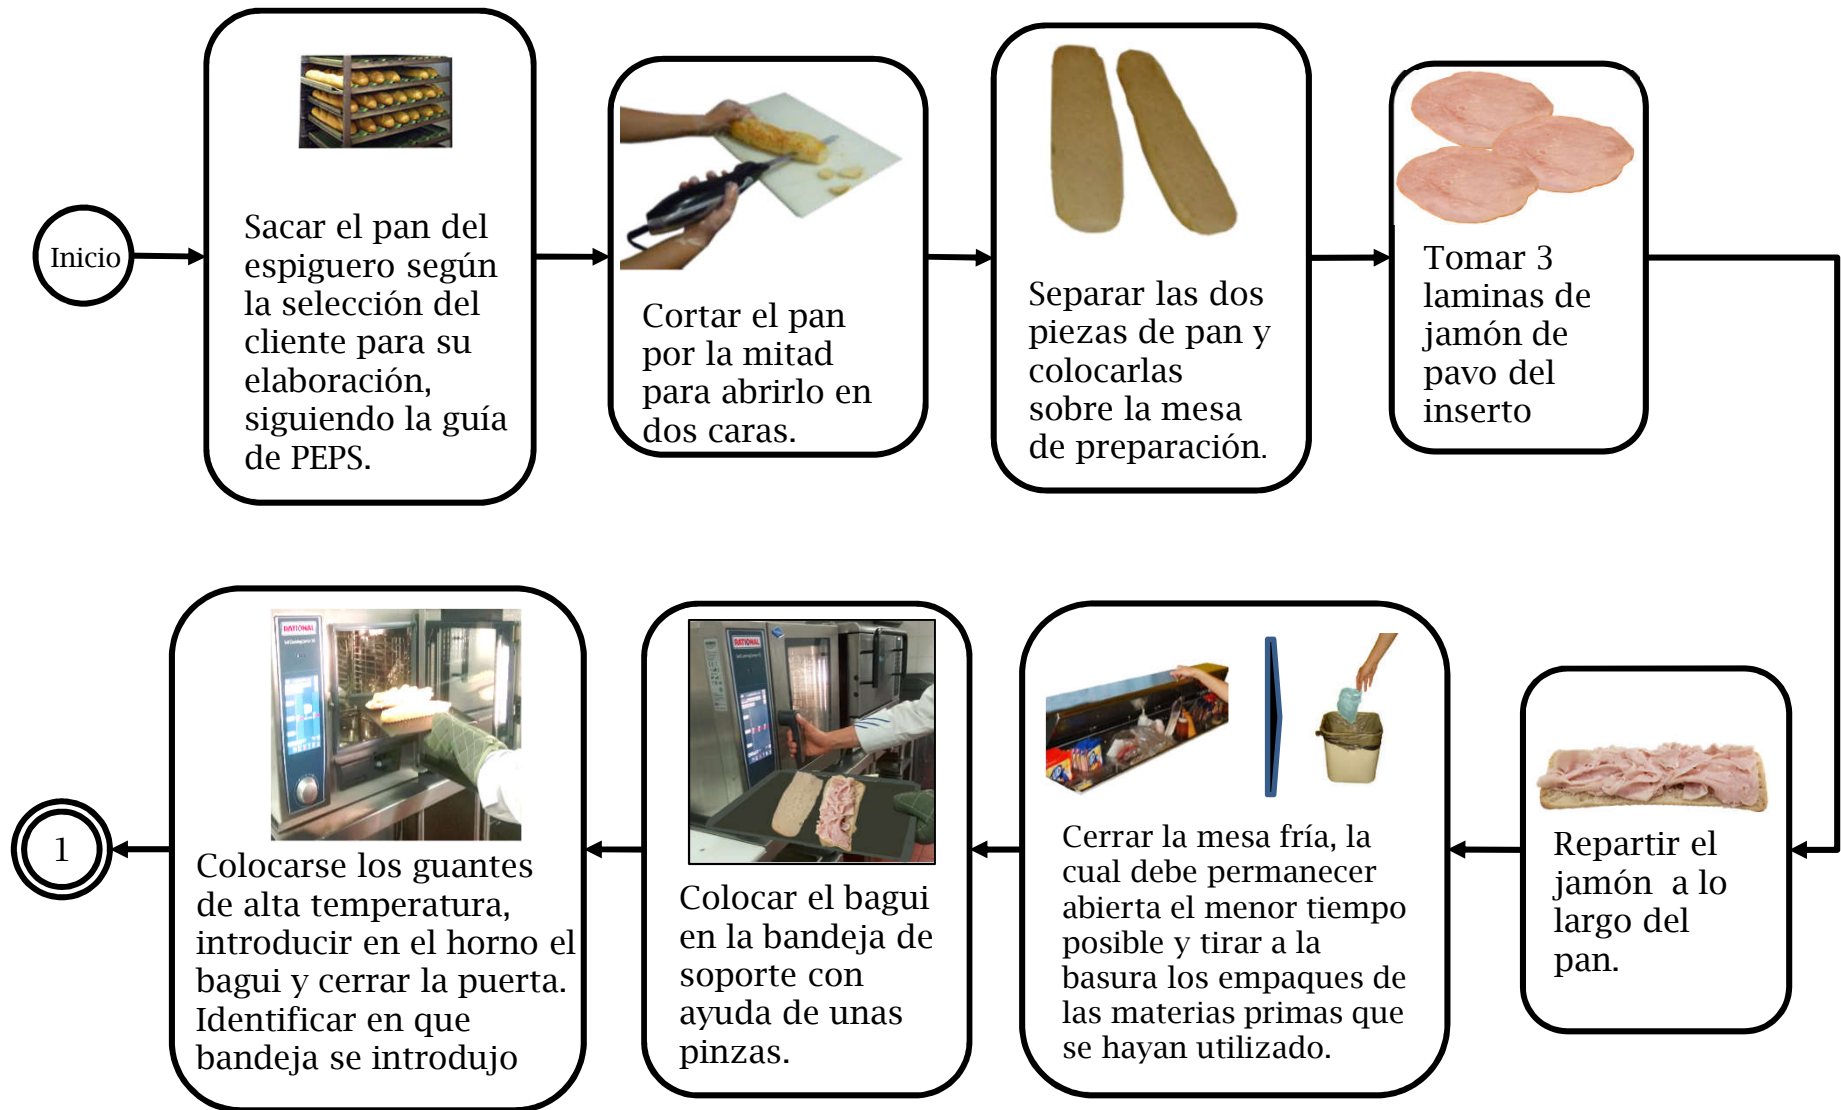 Inicio
Sacar el pan del
espiguero según
la selección del
cliente para su
elaboración,
siguiendo la guía
de PEPS.
Cortar el pan
por la mitad
para abrirlo en
dos caras.
Separar las dos
piezas de pan y
colocarlas
sobre la mesa
de preparación.
Tomar 3
laminas de
jamón de
pavo del
inserto
Repartir el
jamón a lo
largo del
pan.
Cerrar la mesa fría, la
cual debe permanecer
abierta el menor tiempo
posible y tirar a la
basura los empaques de
las materias primas que
se hayan utilizado.
RATIONAL
Colocar el bagui
en la bandeja de
soporte con
ayuda de unas
pinzas.
RATIONAL
Colocarse los guantes
de alta temperatura,
introducir en el horno el
bagui y cerrar la puerta.
Identificar en que
bandeja se introdujo
1